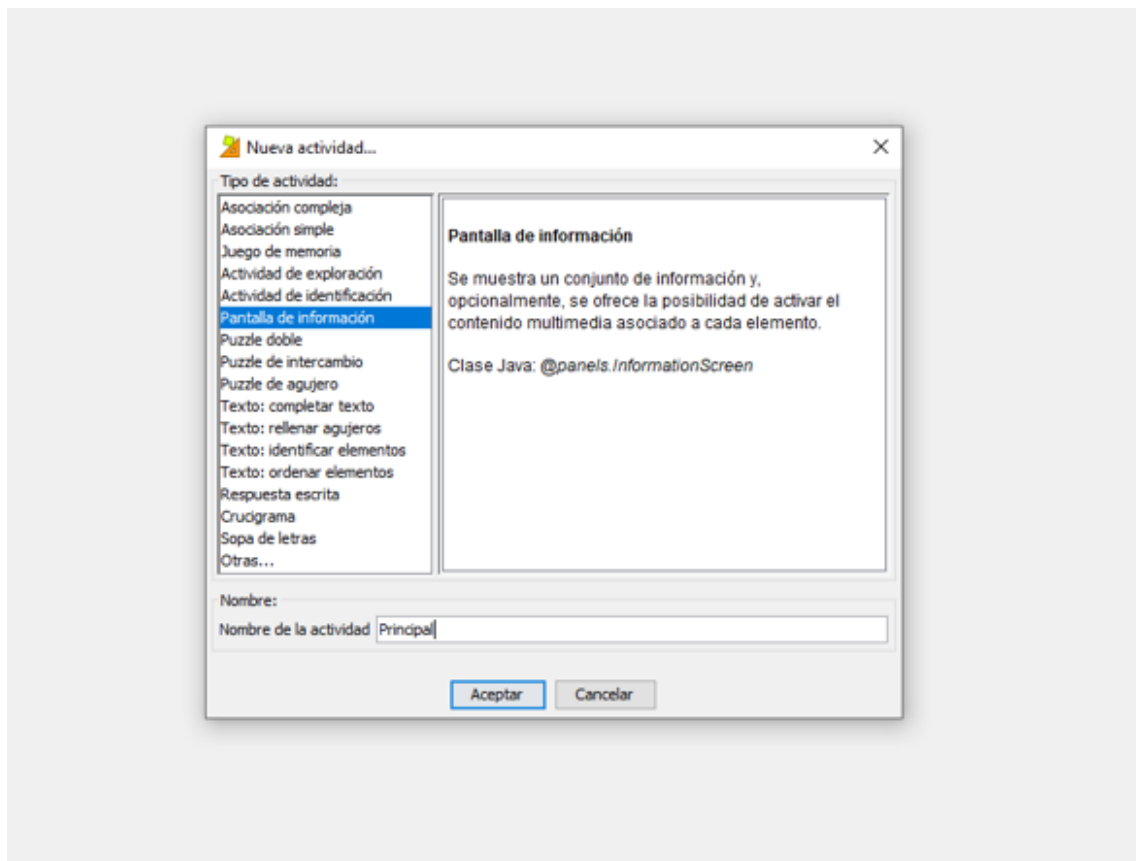 Nueva actividad...
Tipo de actividad:
Asociación compleja
Asociación simple
Juego de memoria
Actividad de exploración
Actividad de identificación
Pantalla de información
Puzzle doble
Puzzle de intercambio
Puzzle de agujero
Texto: completar texto
Texto: rellenar agujeros
Texto: identificar elementos
Texto: ordenar elementos
Respuesta escrita
Crucigrama
Sopa de letras
Otras...
Pantalla de información
Se muestra un conjunto de información y,
opcionalmente, se ofrece la posibilidad de activar el
contenido multimedia asociado a cada elemento.
Clase Java: @panels.InformationScreen
Nombre:
Nombre de la actividad Principal
Aceptar Cancelar